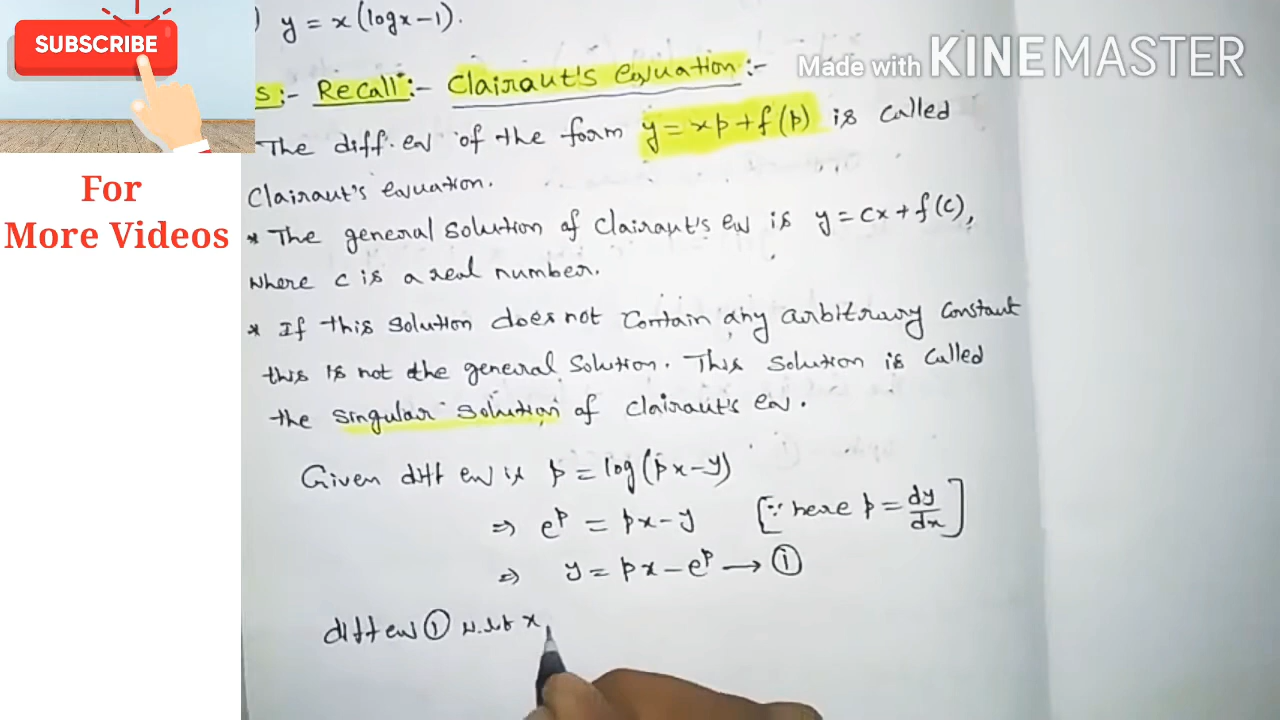 SUBSCRIBE
For
More Videos
Made with KINEMASTER
) y = x(logx-1).
s:- Recall:- Clairaut's equation:-
The diff. eq of the form y = xp + f(p) is called
Clairaut's equation.
* The general solution of Clairaut's eq is y = cx + f(c),
where c is a real number.
* If this solution does not contain any arbitrary constant
this is not the general solution. This solution is called
the singular solution of Clairaut's eq.
Given diff eq is p = log(px-y)
⇒ e^p = px-y [∵ here p = dy/dx]
⇒ y = px - e^p → ①
diff eq ① w.r.to x